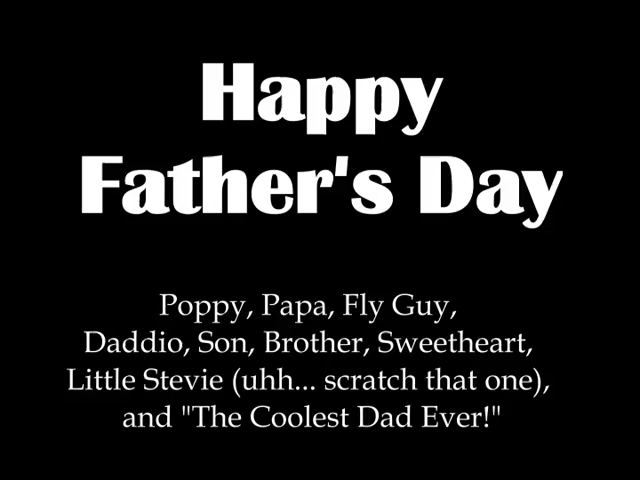 Happy
Father's Day
Poppy, Papa, Fly Guy,
Daddio, Son, Brother, Sweetheart,
Little Stevie (uhh... scratch that one),
and "The Coolest Dad Ever!"